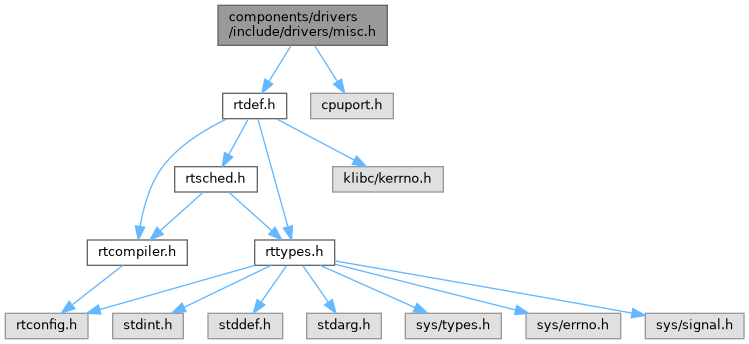 components/drivers
/include/drivers/misc.h
rtdef.h
cpuport.h
rtsched.h
klibc/kerrno.h
rtcompiler.h
rttypes.h
rtconfig.h
stdint.h
stddef.h
stdarg.h
sys/types.h
sys/errno.h
sys/signal.h